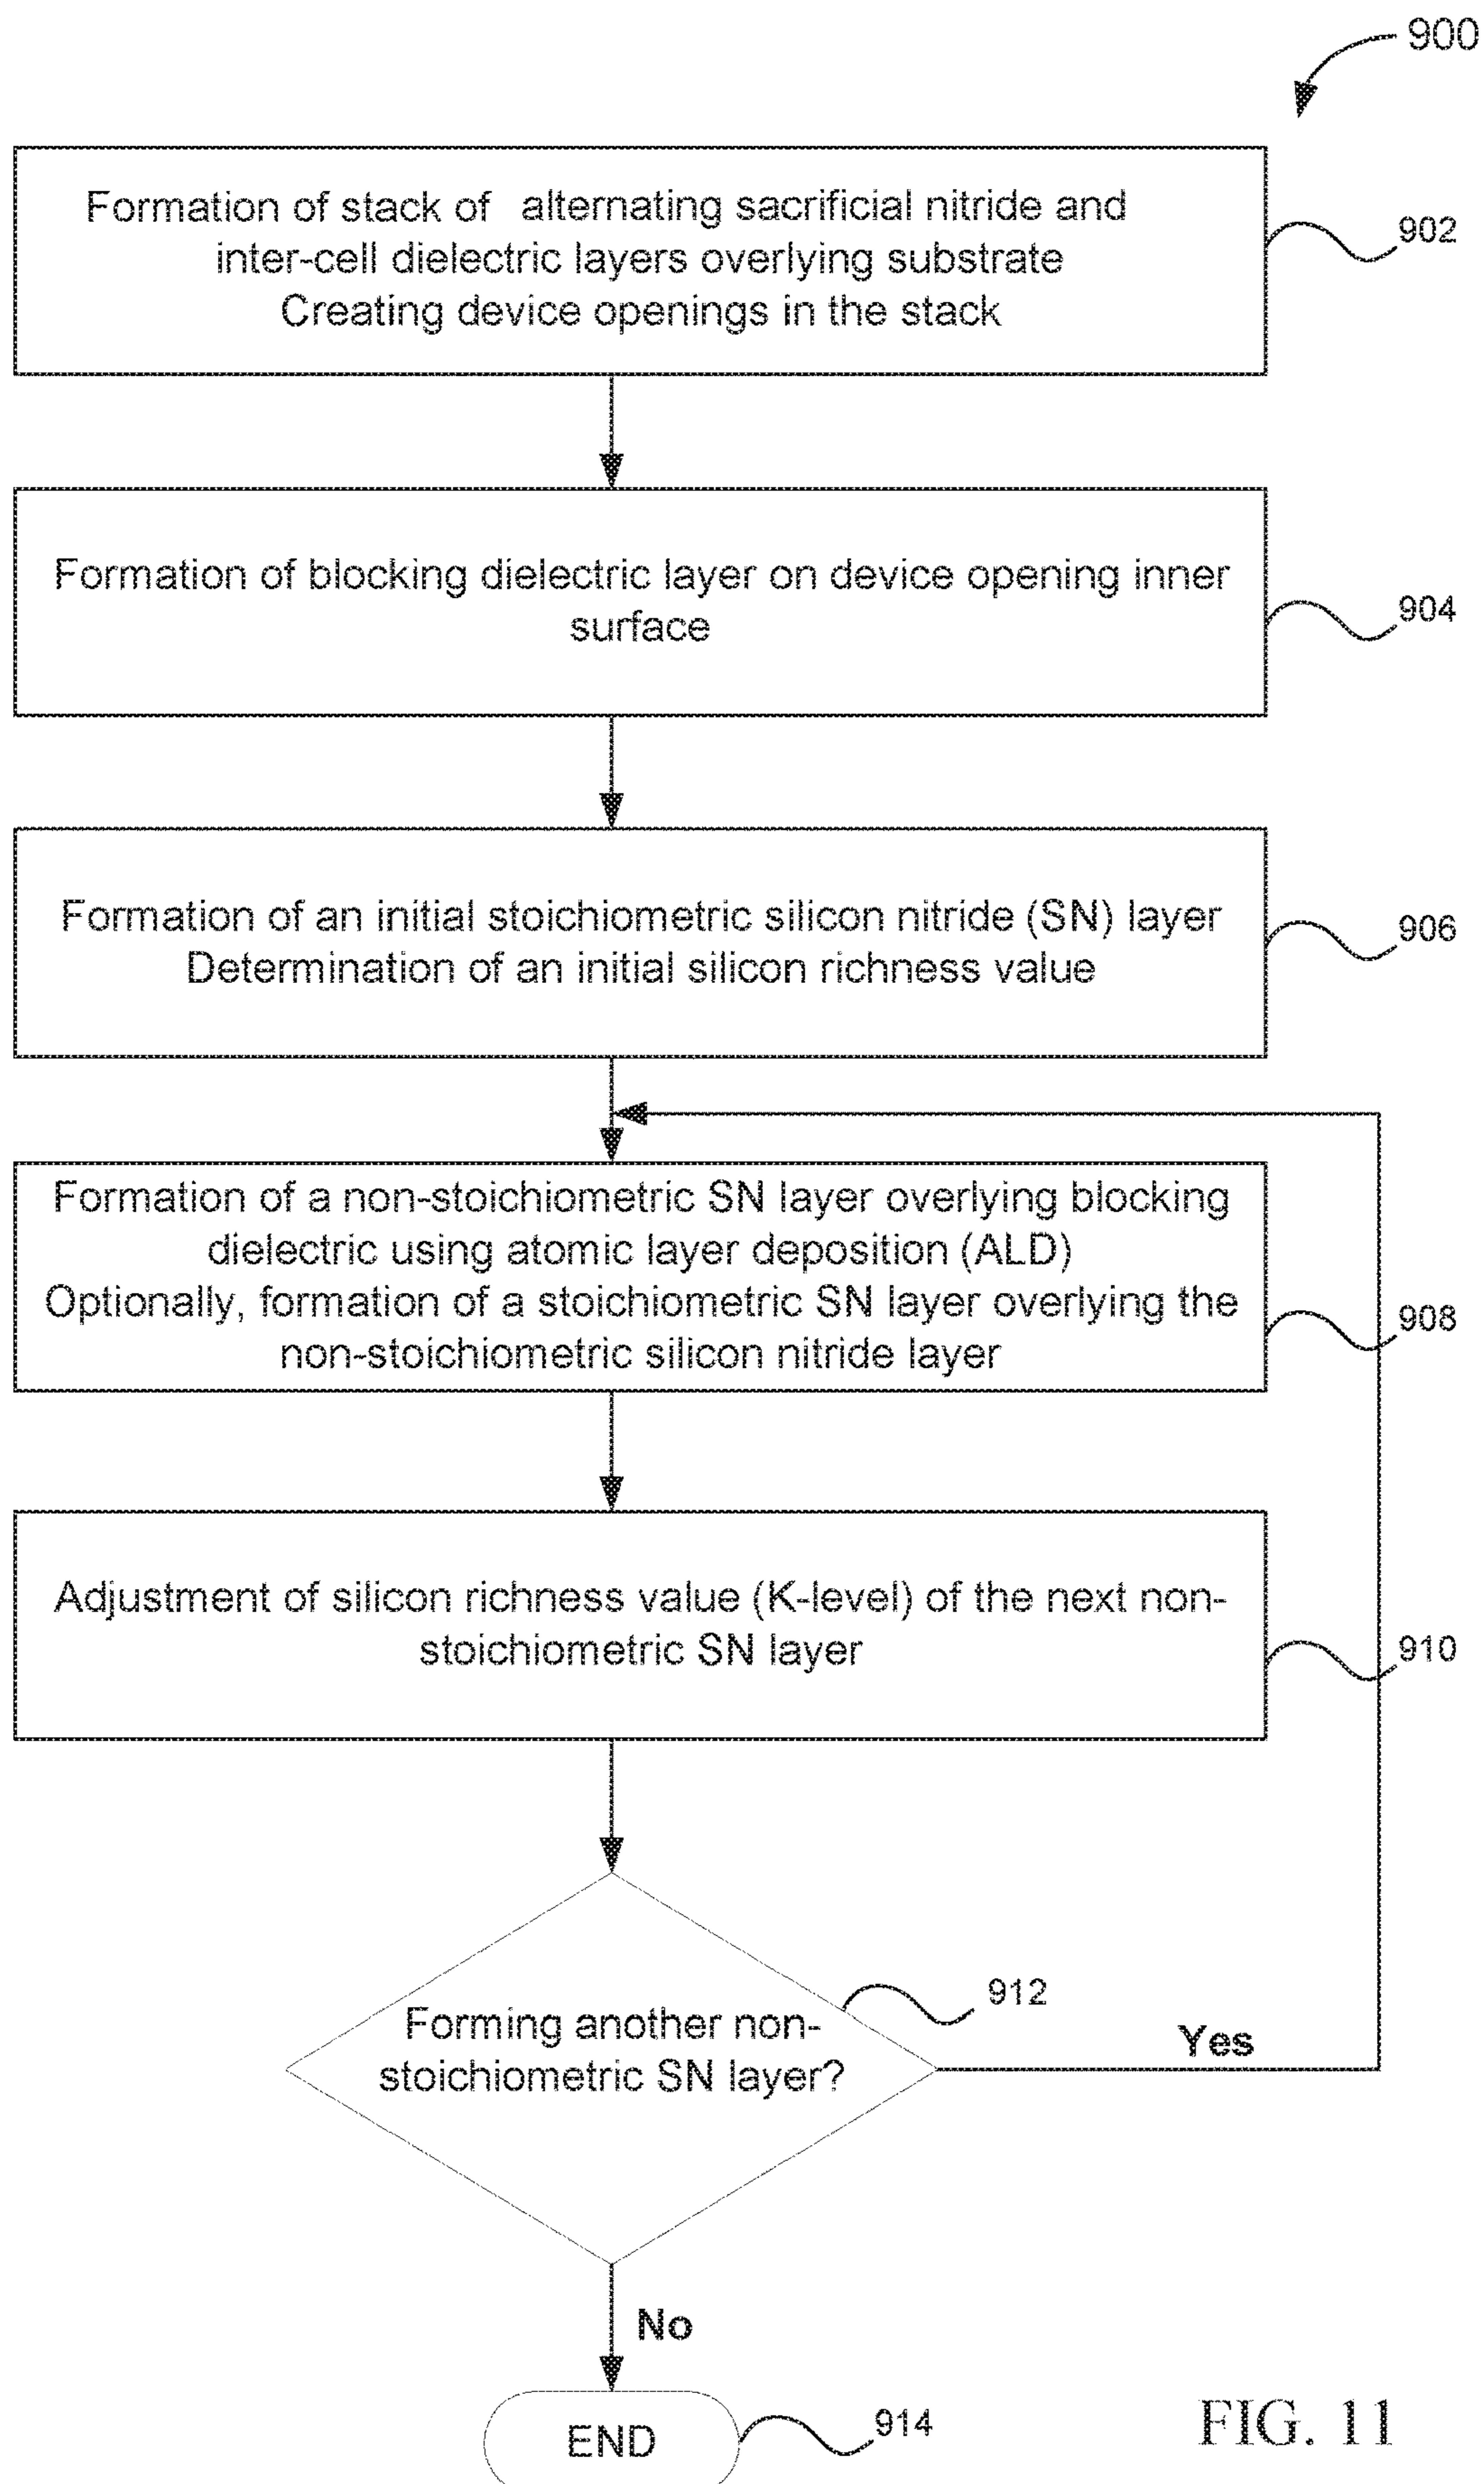 900
Formation of stack of alternating sacrificial nitride and
inter-cell dielectric layers overlying substrate
Creating device openings in the stack
902
Formation of blocking dielectric layer on device opening inner
surface
904
Formation of an initial stoichiometric silicon nitride (SN) layer
Determination of an initial silicon richness value
906
Formation of a non-stoichiometric SN layer overlying blocking
dielectric using atomic layer deposition (ALD)
Optionally, formation of a stoichiometric SN layer overlying the
non-stoichiometric silicon nitride layer
908
Adjustment of silicon richness value (K-level) of the next non-
stoichiometric SN layer
910
Forming another non-
stoichiometric SN layer?
912
Yes
No
END
914
FIG. 11